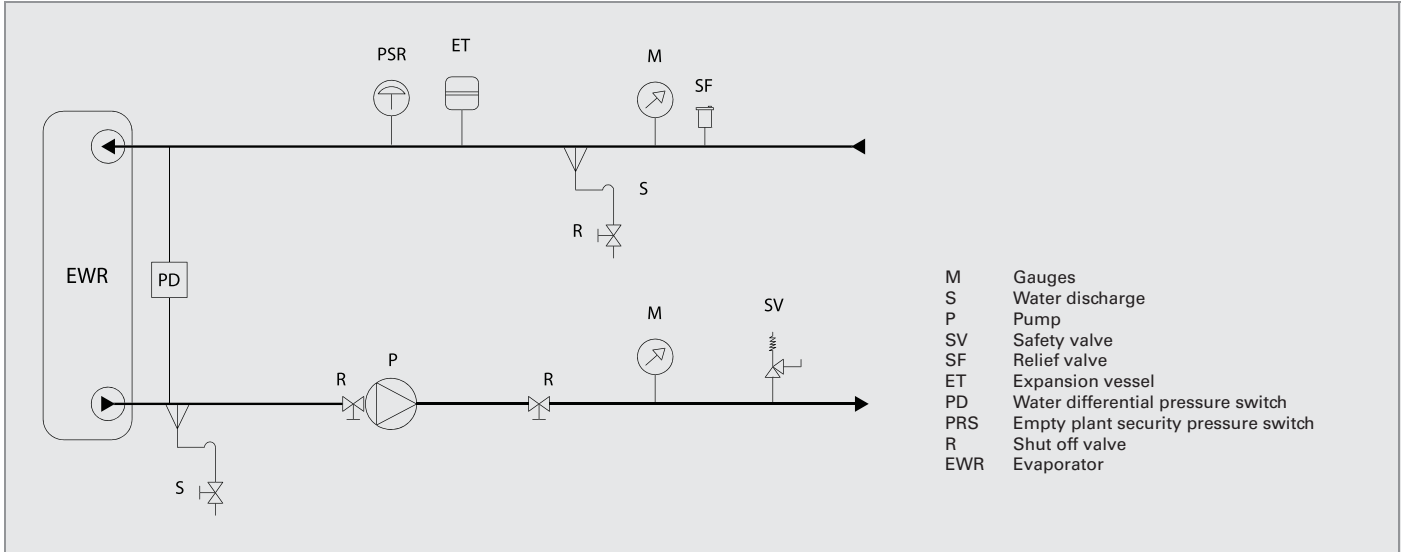 PSR
ET
M
SF
S
R
EWR
PD
M
SV
P
R
R
S
M Gauges
S Water discharge
P Pump
SV Safety valve
SF Relief valve
ET Expansion vessel
PD Water differential pressure switch
PRS Empty plant security pressure switch
R Shut off valve
EWR Evaporator